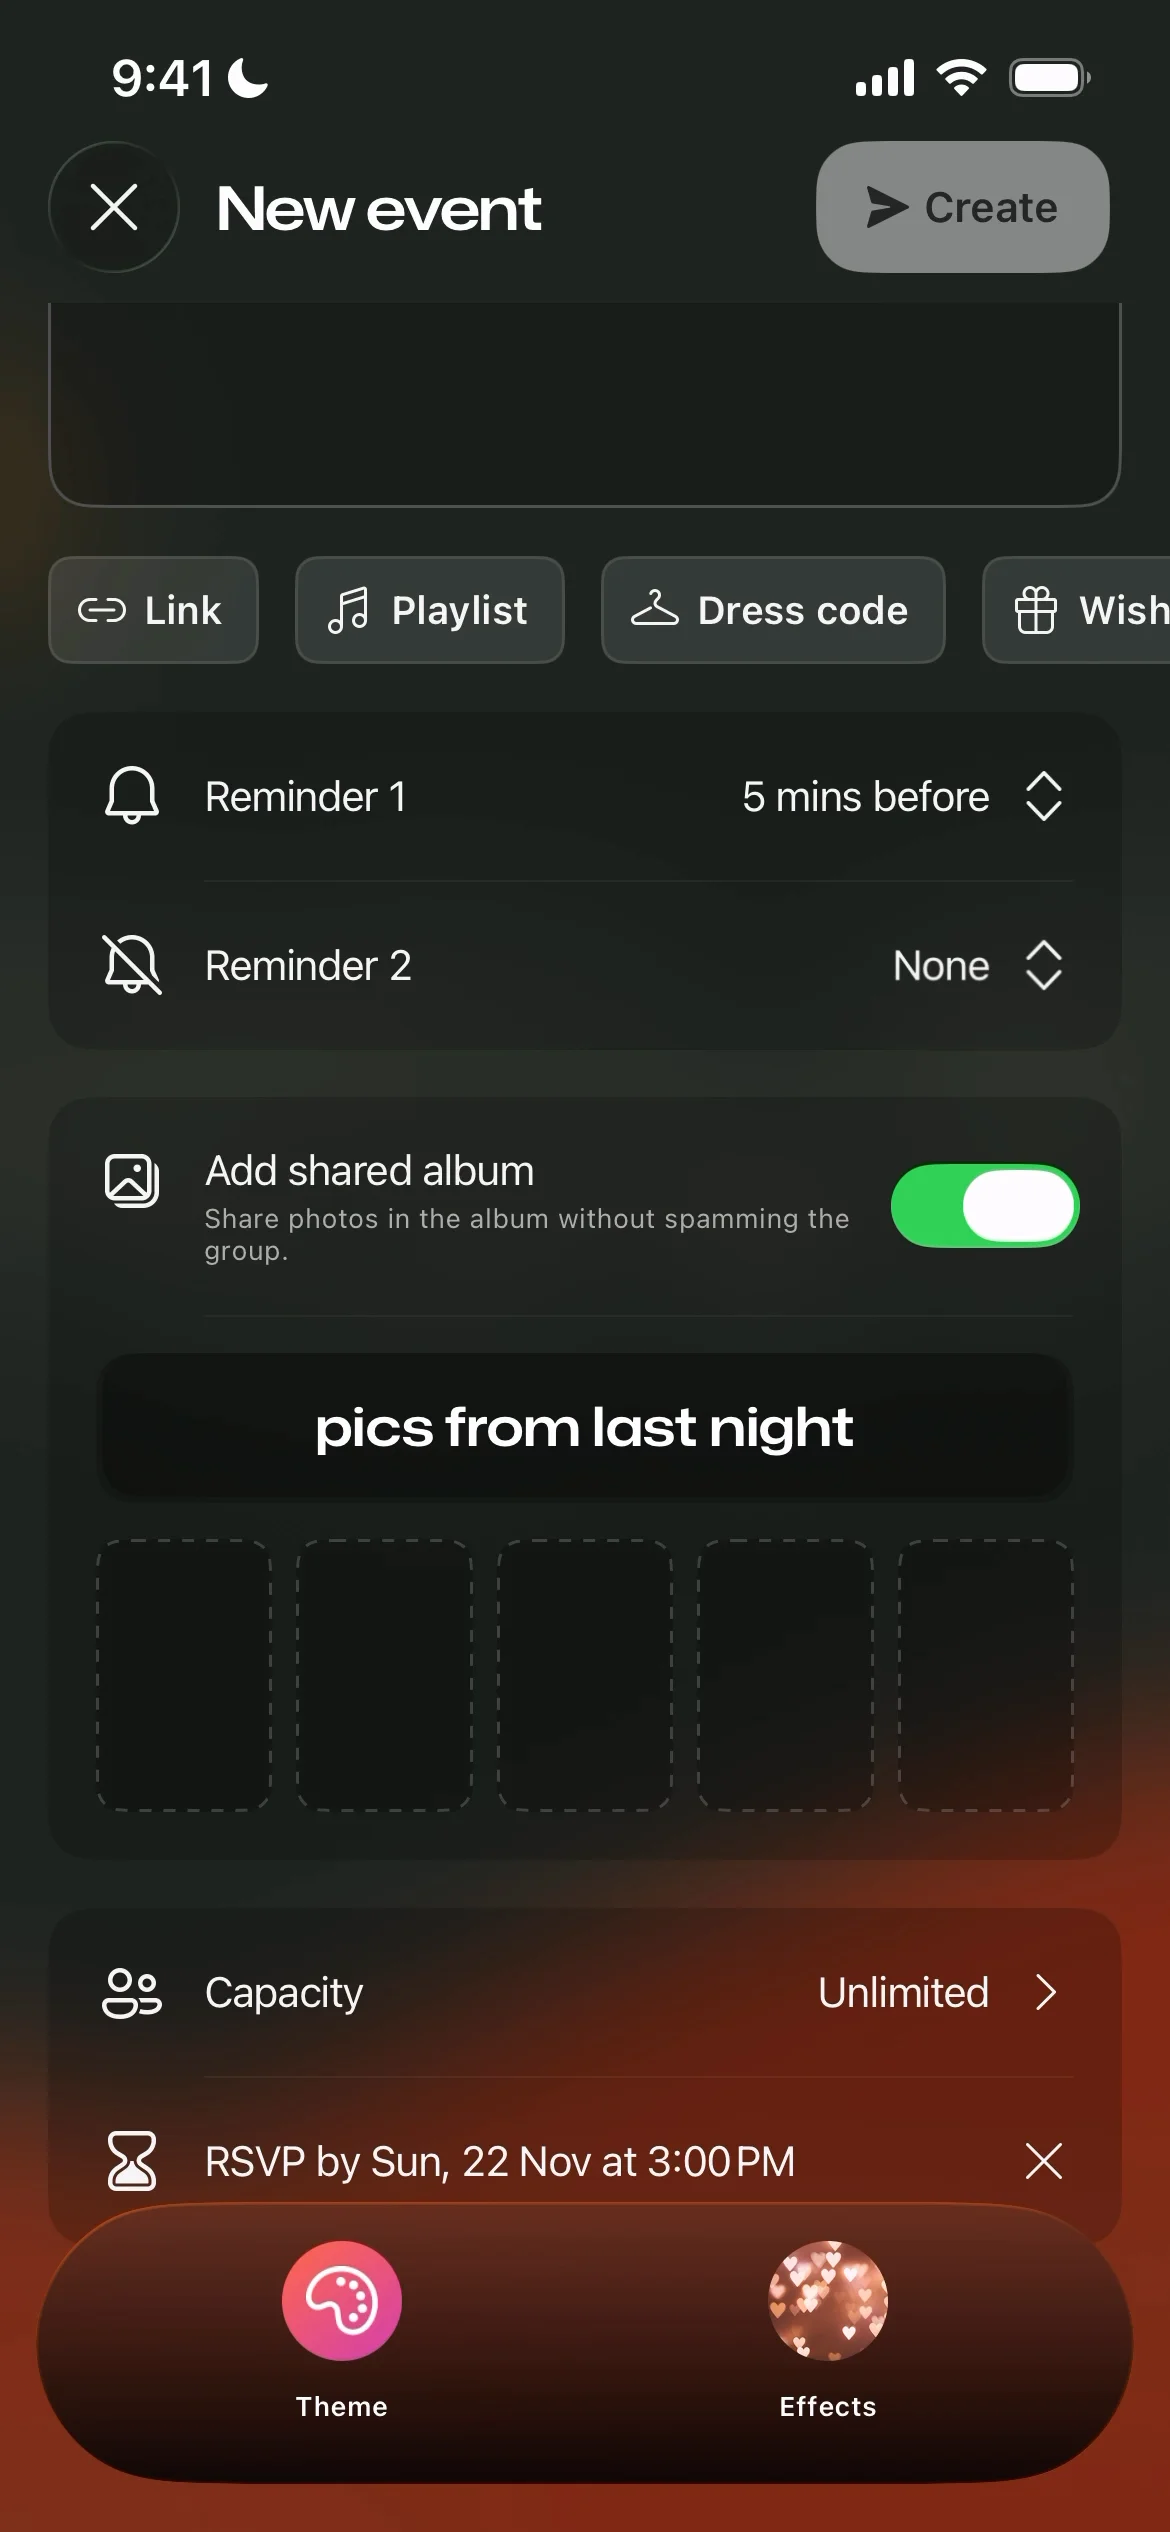 9:41
New event
Create
Link
Playlist
Dress code
Wish
Reminder 1
5 mins before
Reminder 2
None
Add shared album
Share photos in the album without spamming the
group.
pics from last night
Capacity
Unlimited
RSVP by Sun, 22 Nov at 3:00 PM
Theme
Effects